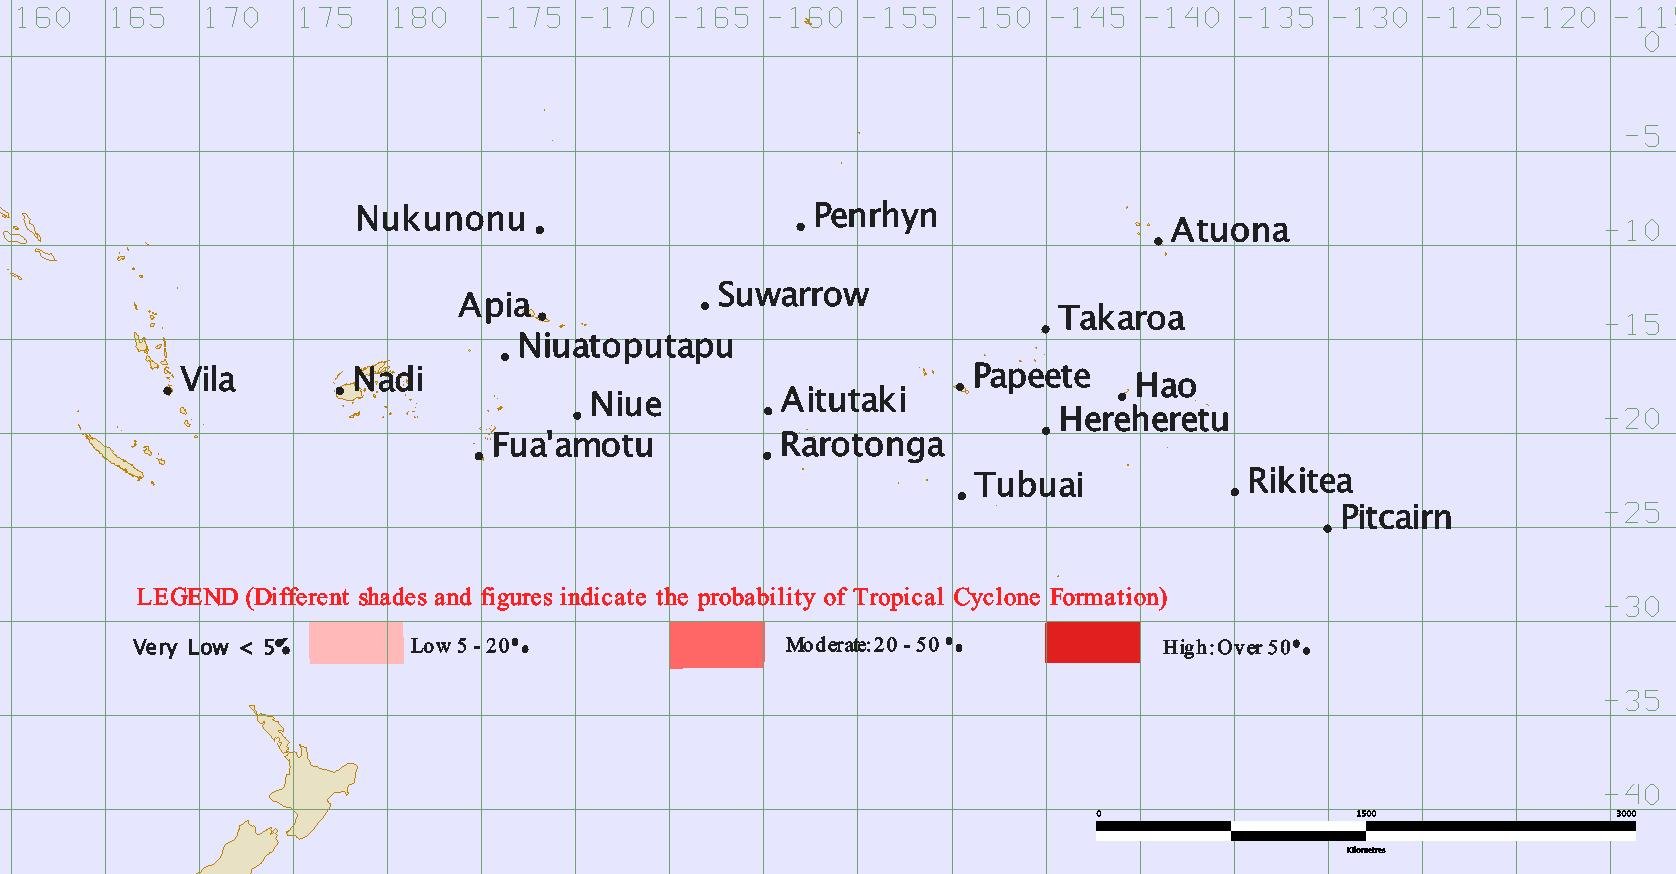 160 165 170 175 180 -175 -170 -165 -160 -155 -150 -145 -140 -135 -130 -125 -120 -115
0
-5
Nukunonu Penrhyn Atuona
-10
Apia Suwarrow Takaroa
-15
Niuatoputapu
Vila Nadi Papeete Hao
Niue Aitutaki Hereheretu
-20
Fua'amotu Rarotonga
Tubuai Rikitea
-25
Pitcairn
LEGEND (Different shades and figures indicate the probability of Tropical Cyclone Formation)
-30
Very Low < 5% Low 5 - 20% Moderate: 20 - 50 % High: Over 50%
-35
-40
0 1500 3000
Kilometres